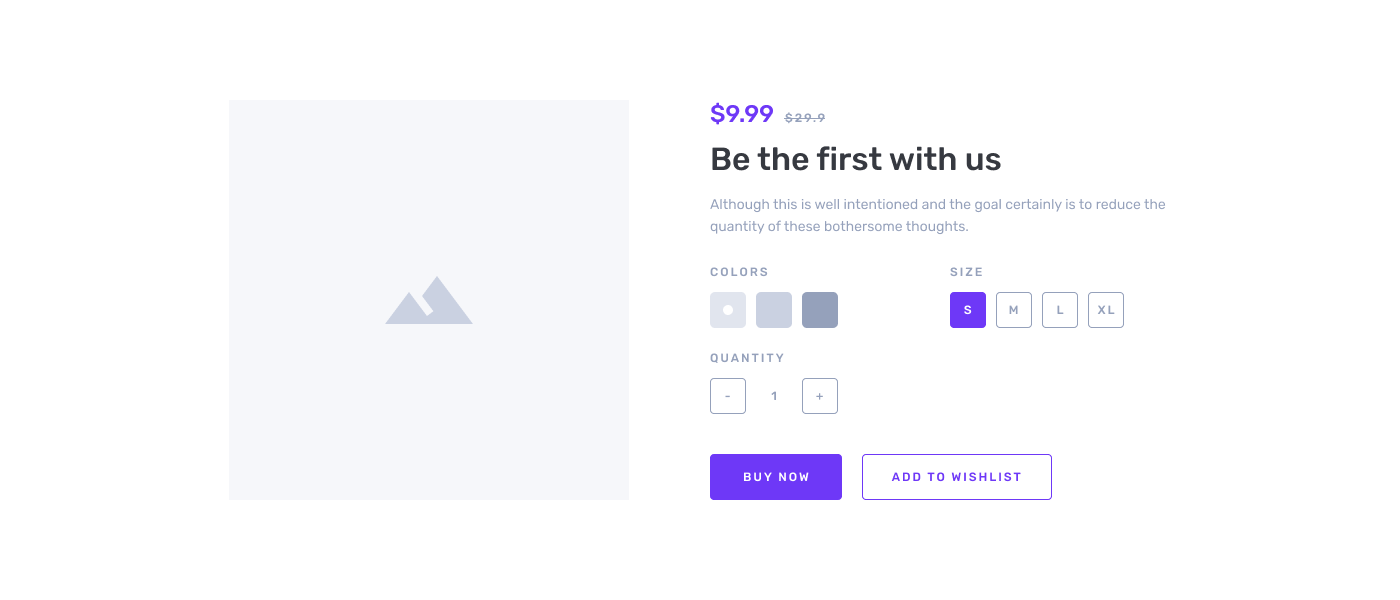 $9.99 $29.9
Be the first with us
Although this is well intentioned and the goal certainly is to reduce the
quantity of these bothersome thoughts.
COLORS
SIZE
S M L XL
QUANTITY
- 1 +
BUY NOW ADD TO WISHLIST